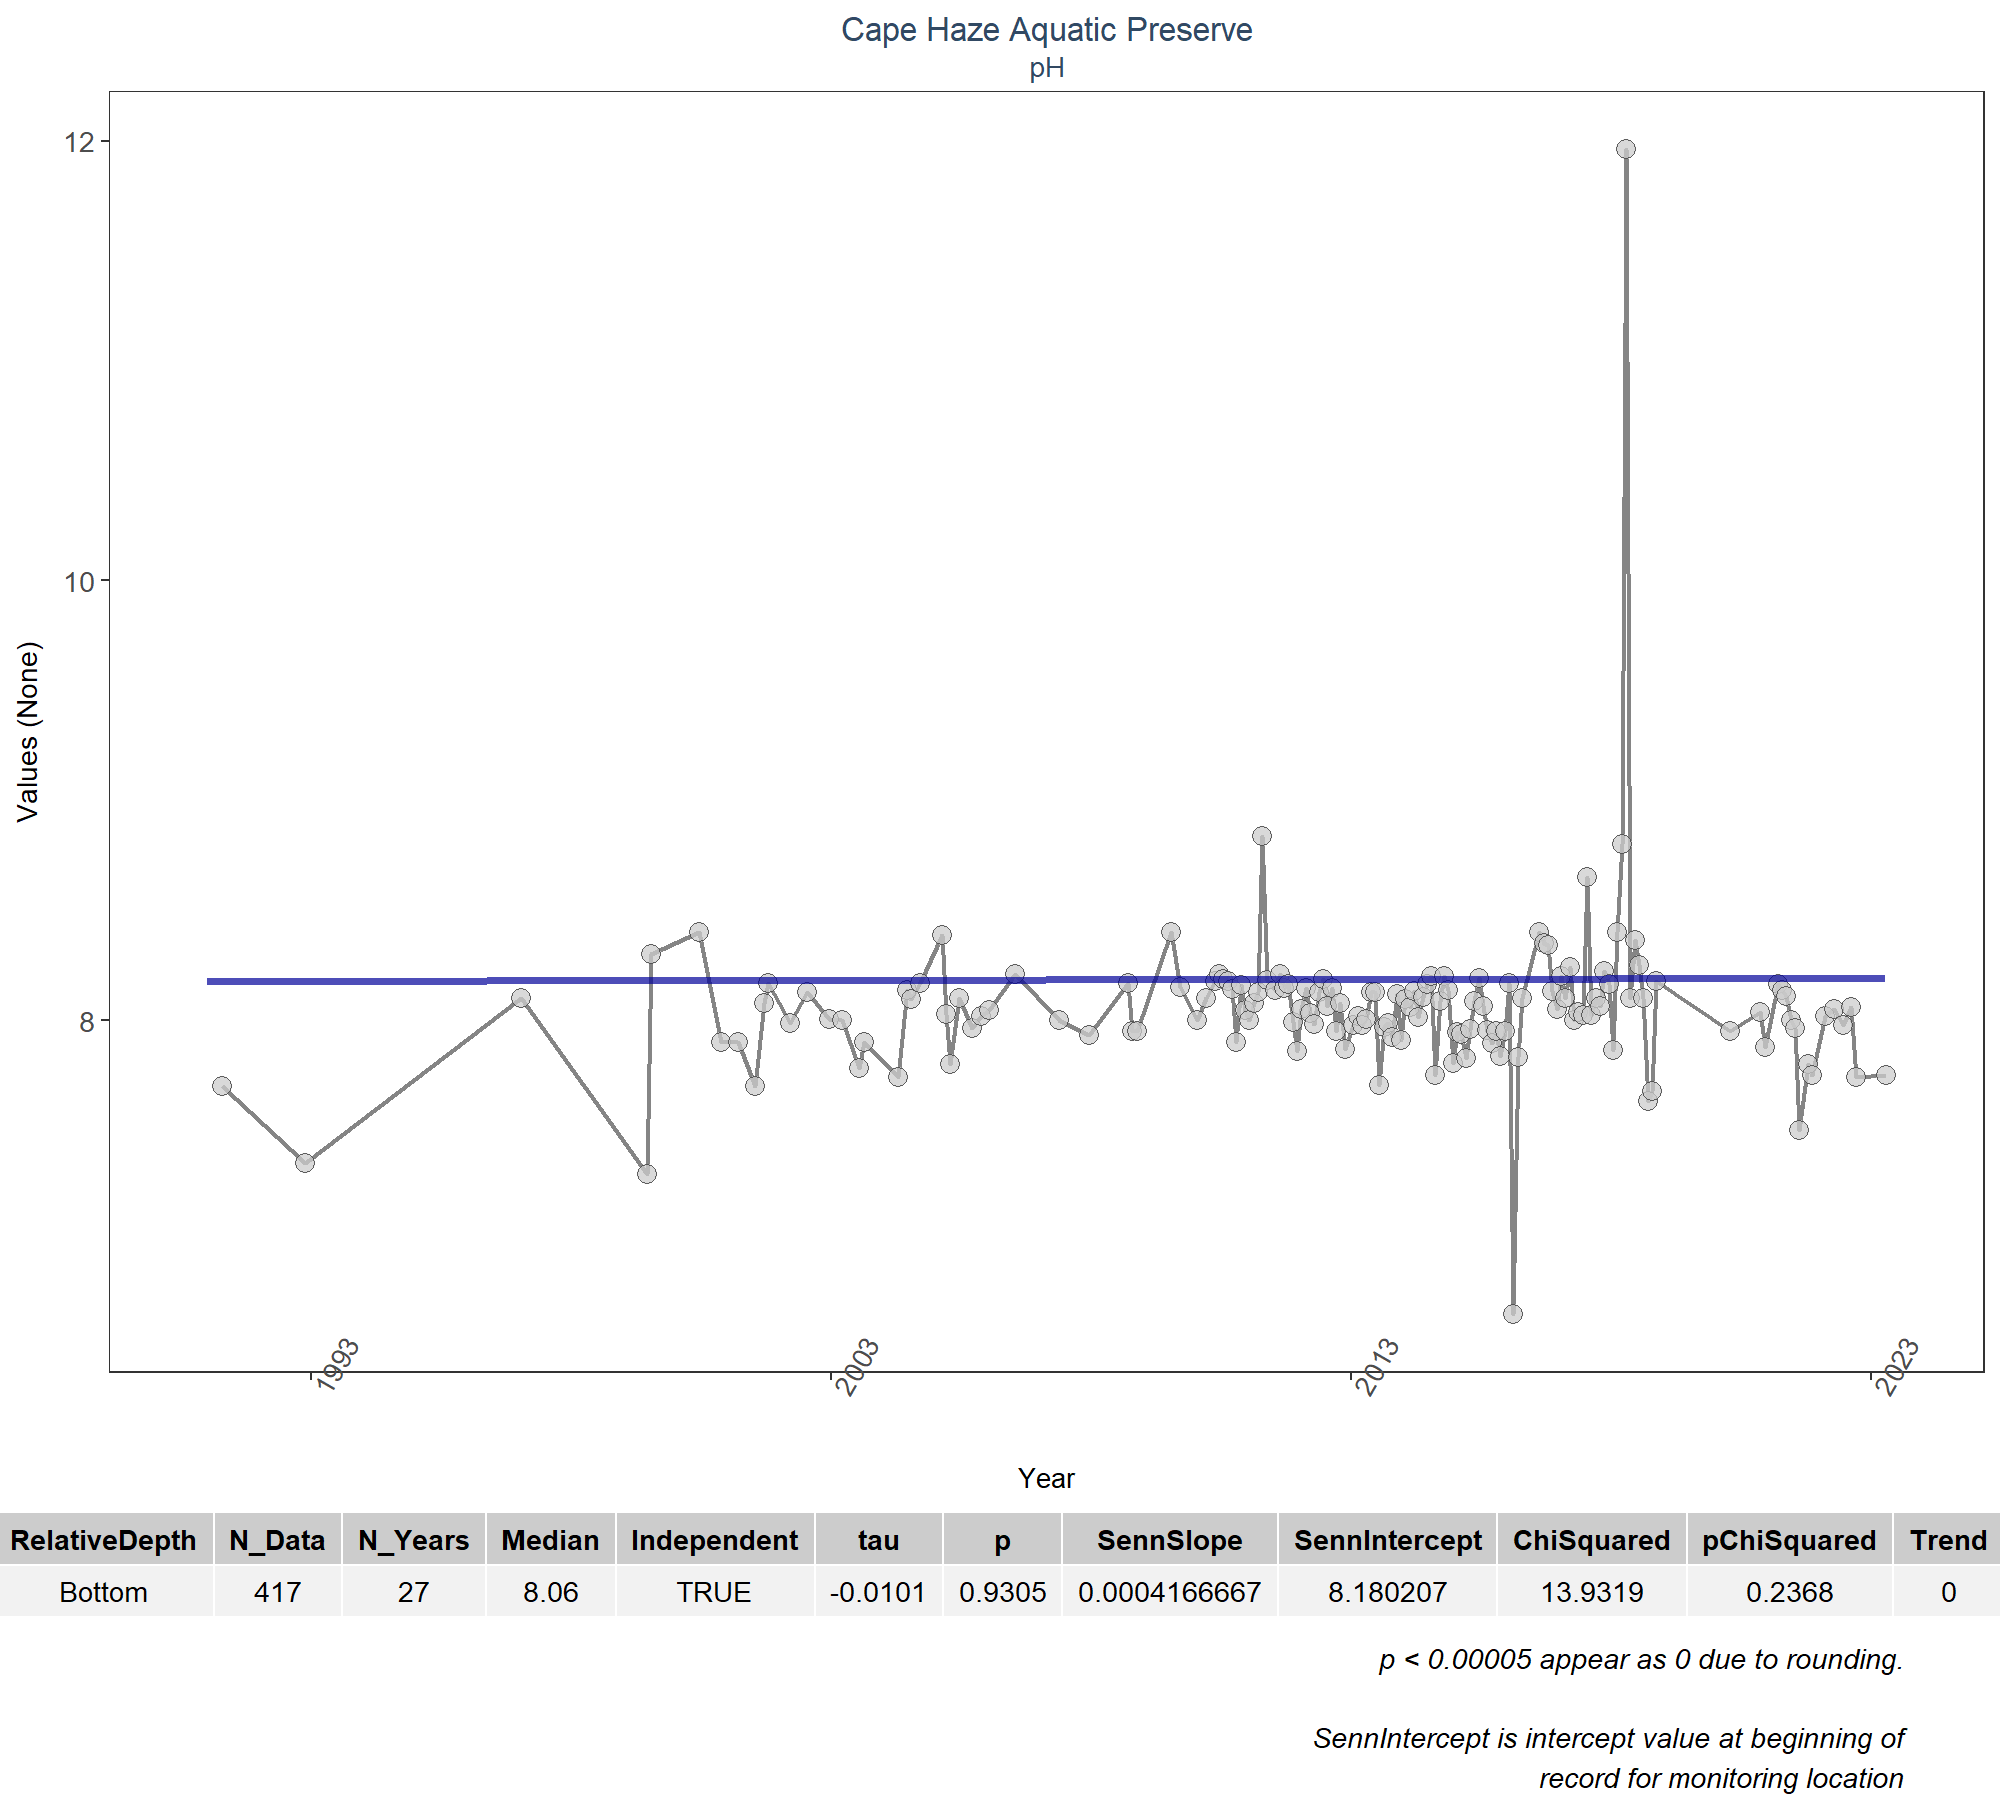 Cape Haze Aquatic Preserve
pH
12
10
8
Values (None)
1993
2003
2013
2023
Year
RelativeDepth N_Data N_Years Median Independent tau p SennSlope SennIntercept ChiSquared pChiSquared Trend
Bottom 417 27 8.06 TRUE -0.0101 0.9305 0.0004166667 8.180207 13.9319 0.2368 0
p < 0.00005 appear as 0 due to rounding.
SennIntercept is intercept value at beginning of
record for monitoring location